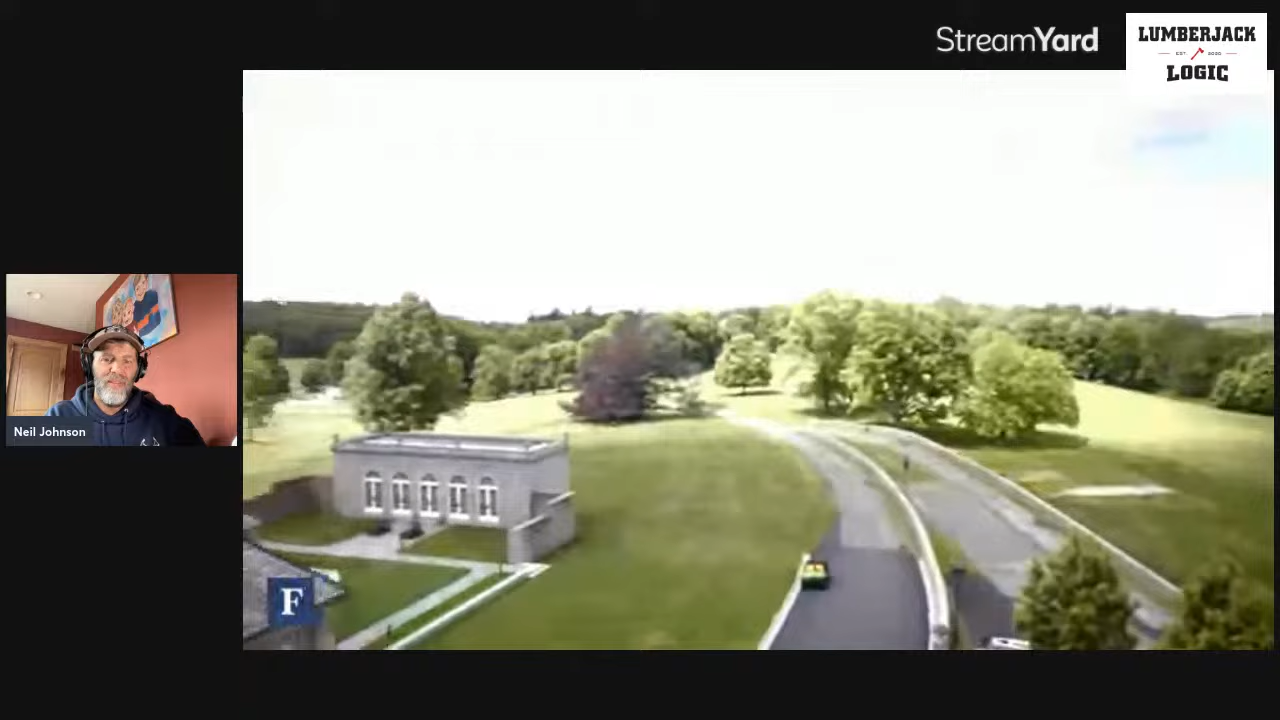 StreamYard
LUMBERJACK
EST. 2020
LOGIC
Neil Johnson
F